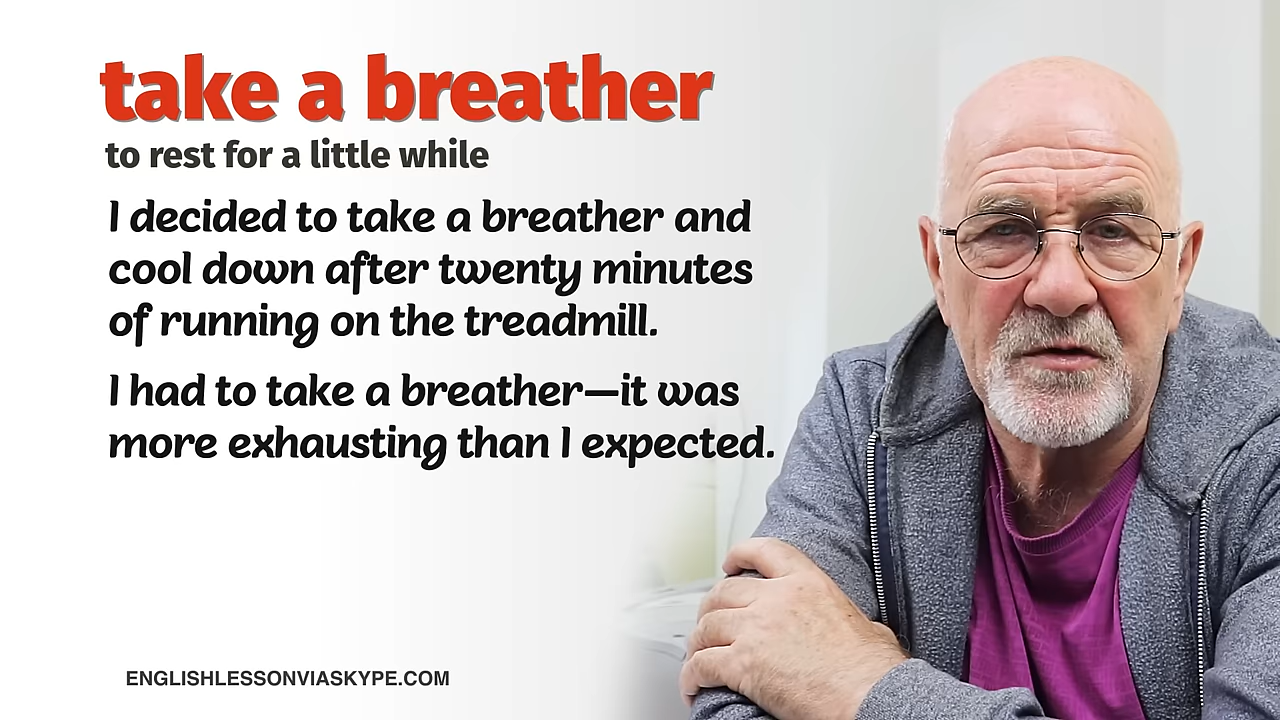 take a breather
to rest for a little while
I decided to take a breather and
cool down after twenty minutes
of running on the treadmill.
I had to take a breather—it was
more exhausting than I expected.
ENGLISHLESSONVIASKYPE.COM